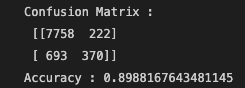 Confusion Matrix :
[[7758  222]
[ 693  370]]
Accuracy : 0.8988167643481145